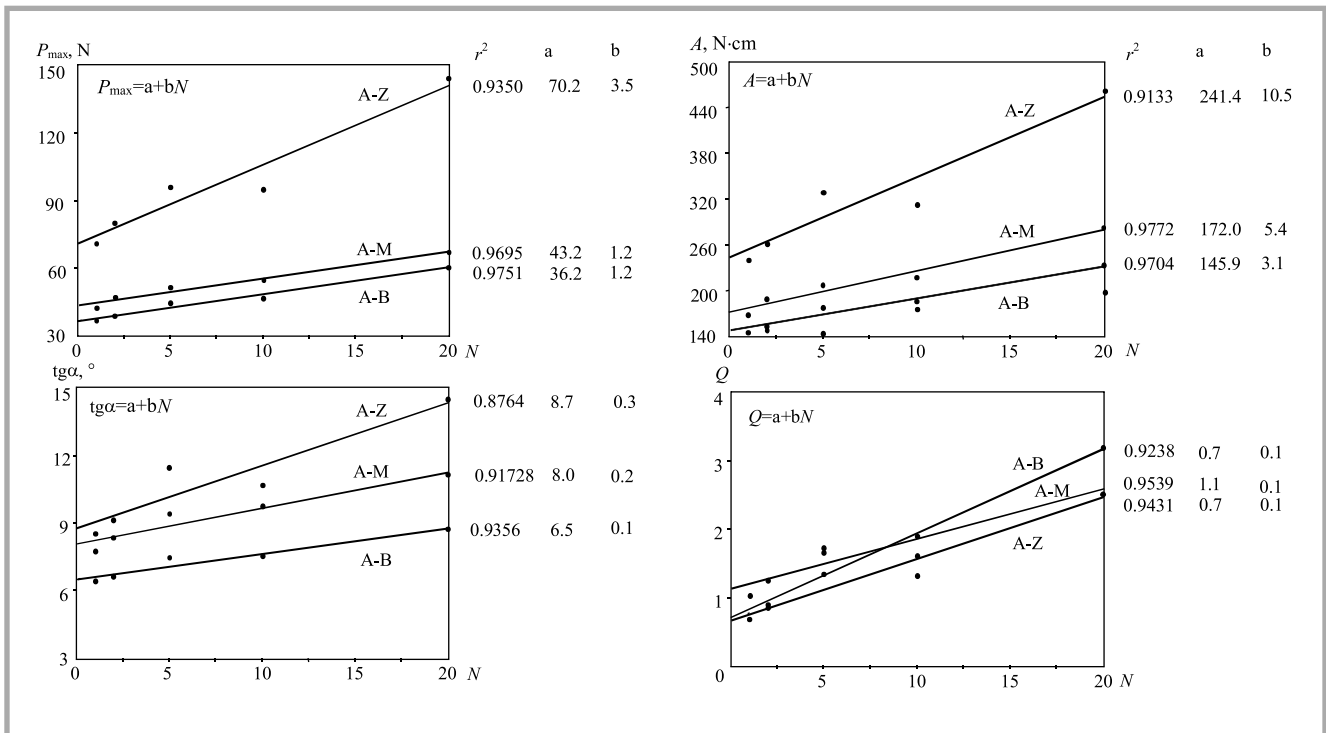 Pmax, N
r² a b
150
Pmax=a+bN
A-Z
0.9350 70.2 3.5
120
90
A-M
0.9695 43.2 1.2
60
0.9751 36.2 1.2
A-B
30
0 5 10 15 20 N
A, N·cm
r² a b
500
A=a+bN
440
A-Z
0.9133 241.4 10.5
380
320
A-M
0.9772 172.0 5.4
260
0.9704 145.9 3.1
200
A-B
140
0 5 10 15 20 N
tgα, °
15
tgα=a+bN
A-Z
0.8764 8.7 0.3
12
A-M
0.91728 8.0 0.2
9
0.9356 6.5 0.1
A-B
6
3
0 5 10 15 20 N
Q
4
Q=a+bN
0.9238 0.7 0.1
3
A-B
A-M
0.9539 1.1 0.1
0.9431 0.7 0.1
2
A-Z
1
0
5 10 15 20 N